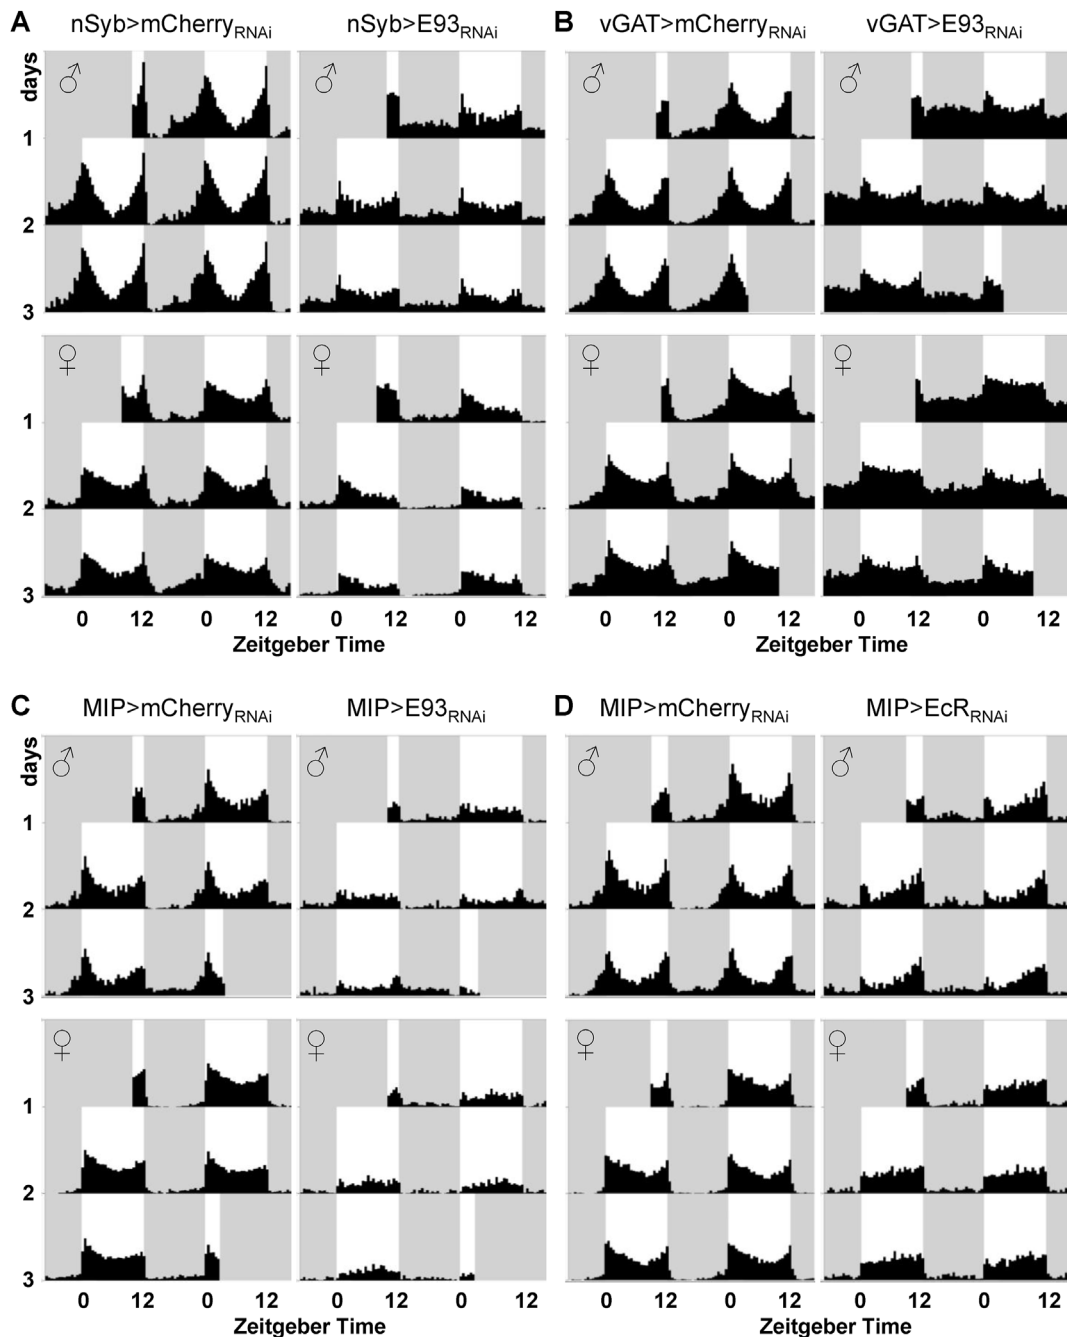 A nSyb>mCherryRNAi nSyb>E93RNAi
B vGAT>mCherryRNAi vGAT>E93RNAi
days
♂ ♂ ♂ ♂
1
2
3
♀ ♀ ♀ ♀
1
2
3
0 12 0 12 0 12 0 12 0 12 0 12 0 12 0 12
Zeitgeber Time Zeitgeber Time
C MIP>mCherryRNAi MIP>E93RNAi
D MIP>mCherryRNAi MIP>EcRRNAi
days
♂ ♂ ♂ ♂
1
2
3
♀ ♀ ♀ ♀
1
2
3
0 12 0 12 0 12 0 12 0 12 0 12 0 12 0 12
Zeitgeber Time Zeitgeber Time